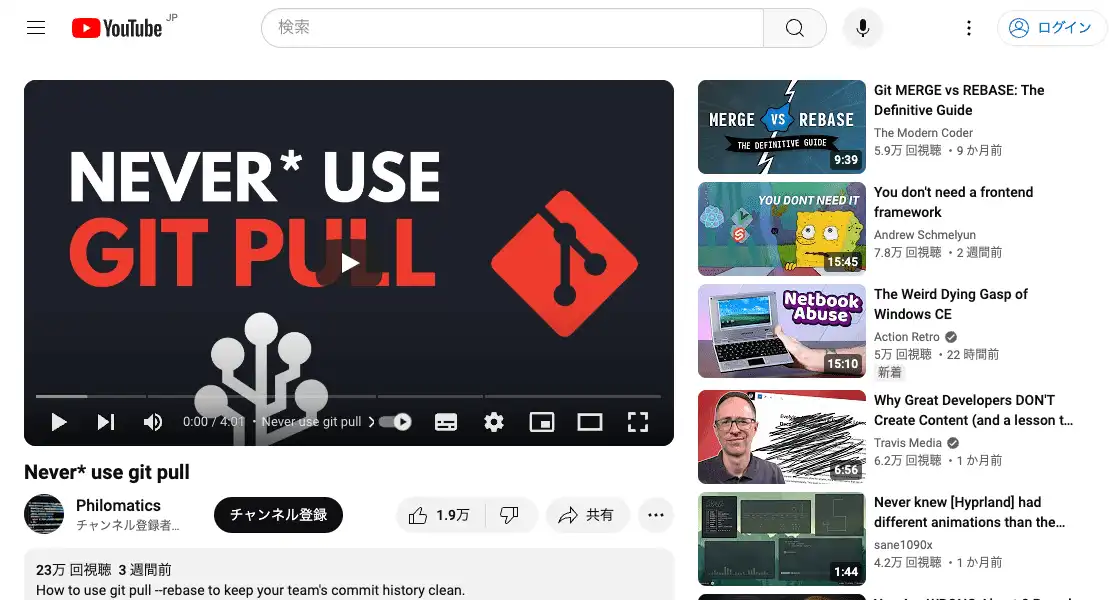 YouTube JP
検索
ログイン
NEVER* USE
GIT PULL
0:00 / 4:01 • Never use git pull
Never* use git pull
Philomatics
チャンネル登録者…
チャンネル登録
1.9万
共有
23万 回視聴 3 週間前
How to use git pull --rebase to keep your team's commit history clean.
MERGE VS REBASE
THE DEFINITIVE GUIDE
9:39
Git MERGE vs REBASE: The
Definitive Guide
The Modern Coder
5.9万 回視聴 ・9 か月前
YOU DONT NEED IT
15:45
You don't need a frontend
framework
Andrew Schmelyun
7.8万 回視聴 ・2 週間前
Netbook
Abuse
15:10
The Weird Dying Gasp of
Windows CE
Action Retro
5万 回視聴 ・22 時間前
新着
6:56
Why Great Developers DON'T
Create Content (and a lesson t...
Travis Media
6.2万 回視聴 ・1 か月前
1:44
Never knew [Hyprland] had
different animations than the...
sane1090x
4.2万 回視聴 ・1 か月前